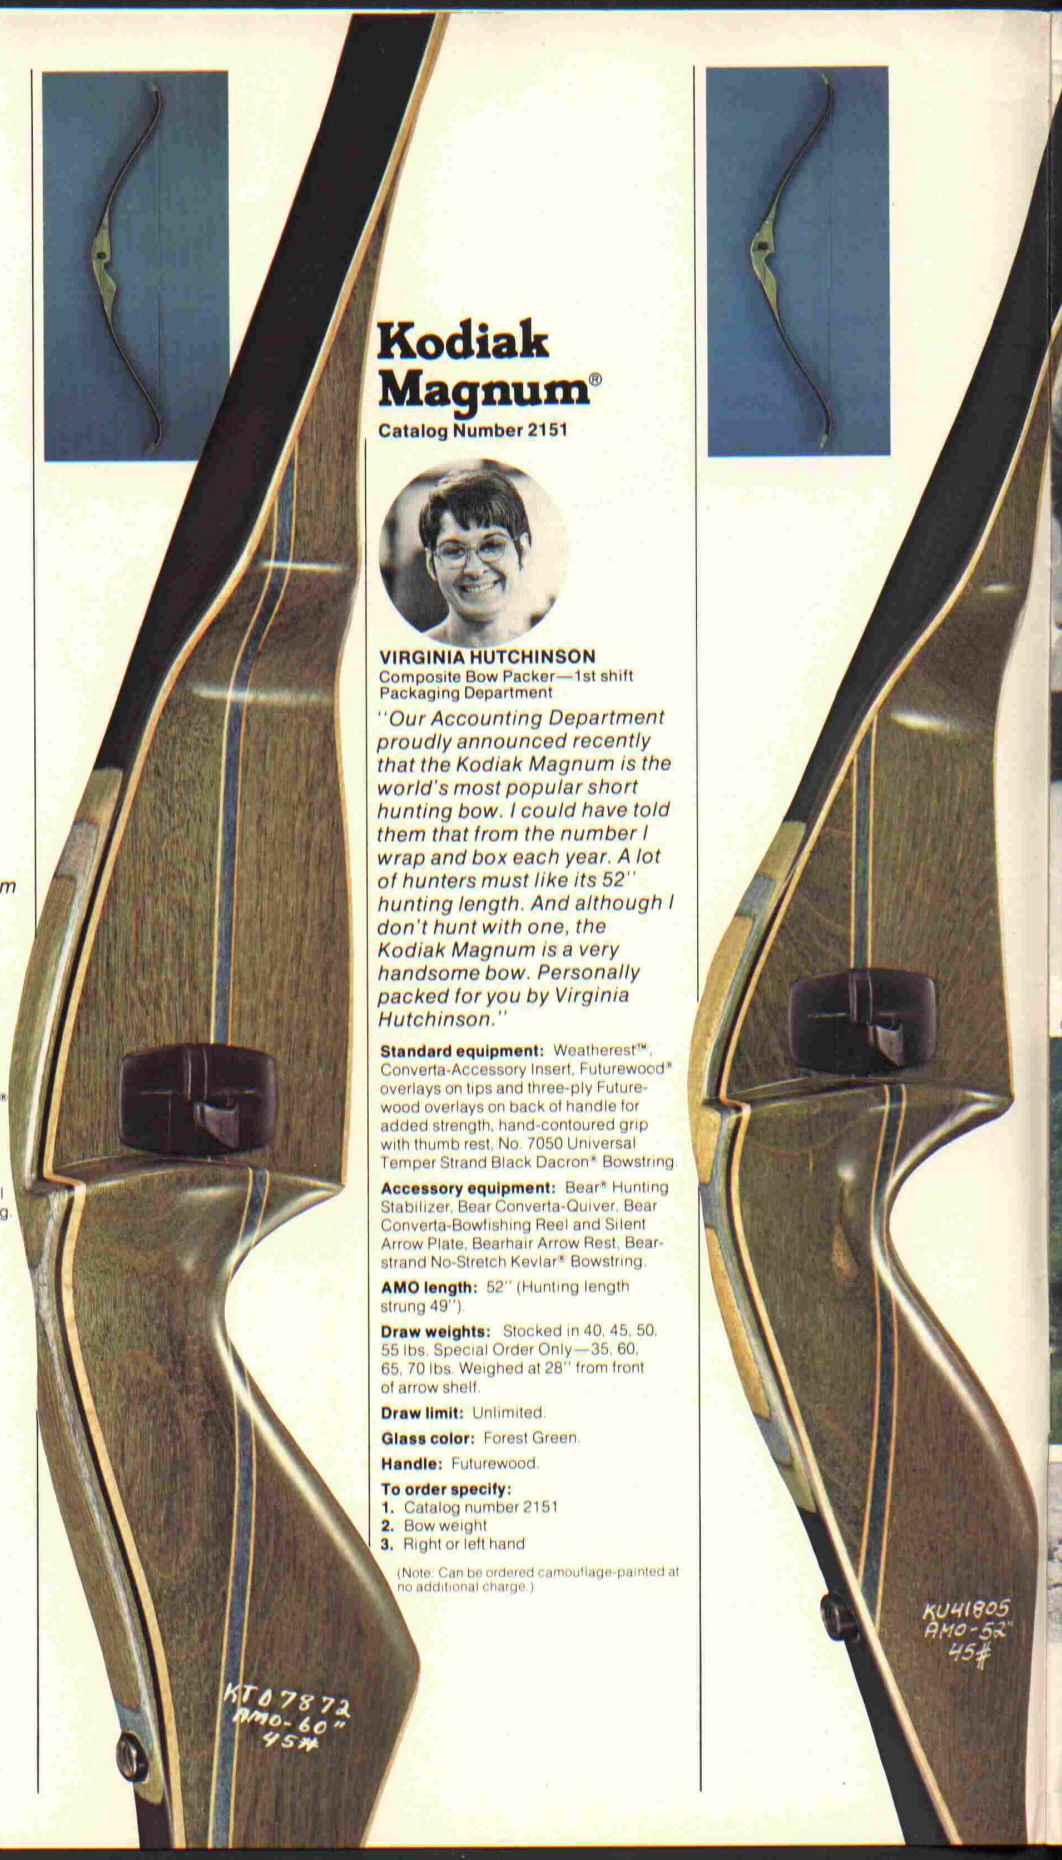 m
®
l
g.
KT07872
AMO-60"
45#
Kodiak
Magnum®
Catalog Number 2151
VIRGINIA HUTCHINSON
Composite Bow Packer—1st shift
Packaging Department
"Our Accounting Department
proudly announced recently
that the Kodiak Magnum is the
world's most popular short
hunting bow. I could have told
them that from the number I
wrap and box each year. A lot
of hunters must like its 52"
hunting length. And although I
don't hunt with one, the
Kodiak Magnum is a very
handsome bow. Personally
packed for you by Virginia
Hutchinson."
Standard equipment: Weatherest™,
Converta-Accessory Insert, Futurewood®
overlays on tips and three-ply Future-
wood overlays on back of handle for
added strength, hand-contoured grip
with thumb rest, No. 7050 Universal
Temper Strand Black Dacron® Bowstring.
Accessory equipment: Bear® Hunting
Stabilizer, Bear Converta-Quiver, Bear
Converta-Bowfishing Reel and Silent
Arrow Plate, Bearhair Arrow Rest, Bear-
strand No-Stretch Kevlar® Bowstring.
AMO length: 52" (Hunting length
strung 49").
Draw weights: Stocked in 40, 45, 50,
55 lbs. Special Order Only—35, 60,
65, 70 lbs. Weighed at 28" from front
of arrow shelf.
Draw limit: Unlimited.
Glass color: Forest Green.
Handle: Futurewood.
To order specify:
1. Catalog number 2151
2. Bow weight
3. Right or left hand
(Note: Can be ordered camouflage-painted at
no additional charge.)
KU41805
AMO-52"
45#